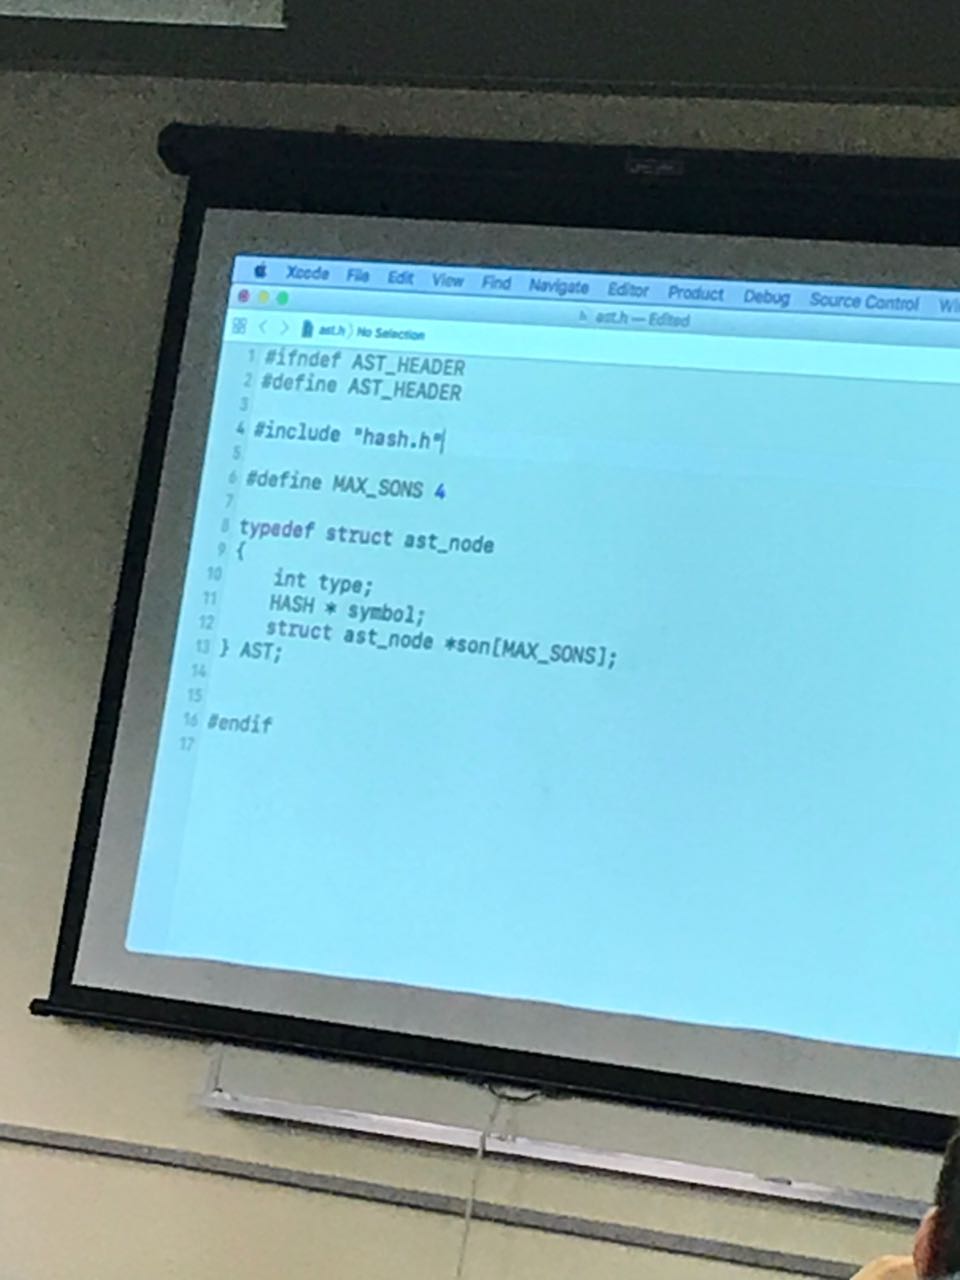 Xcode File Edit View Find Navigate Editor Product Debug Source Control
ast.h — Edited
ast.h No Selection
1 #ifndef AST_HEADER
2 #define AST_HEADER
3
4 #include "hash.h"
5
6 #define MAX_SONS 4
7
8 typedef struct ast_node
9 {
10 int type;
11 HASH * symbol;
12 struct ast_node *son[MAX_SONS];
13 } AST;
14
15
16 #endif
17